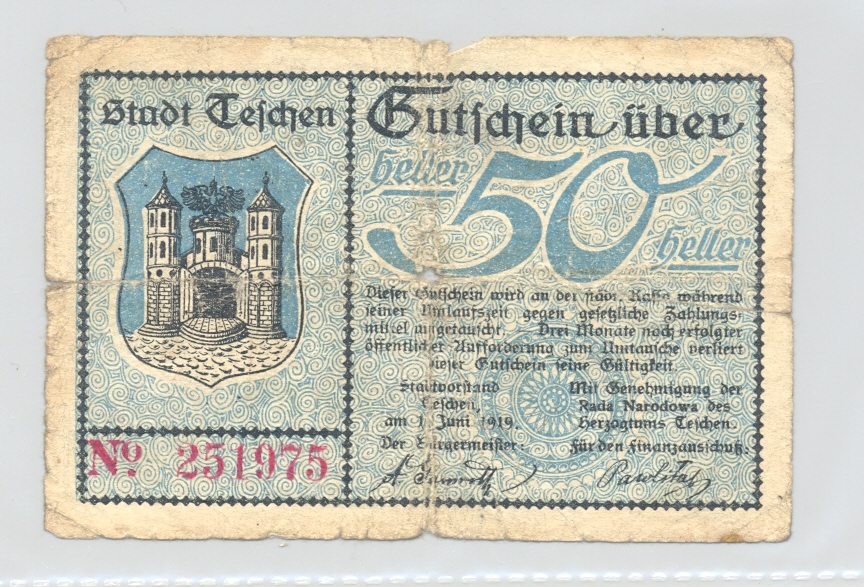 Stadt Teschen
Gutschein über
Heller 50 Heller
Dieser Gutschein wird an der städt. Kasse während
seiner Umlaufszeit gegen gesetzliche Zahlungs-
mittel ausgetauscht. Drei Monate nach erfolgter
öffentlicher Aufforderung zum Umtausche verliert
dieser Gutschein seine Gültigkeit.
Stadtvorstand
Teschen,
am 1. Juni 1919.
Der Bürgermeister:
Mit Genehmigung der
Rada Narodowa des
Herzogtums Teschen.
Für den Finanzausschuß:
No 251975